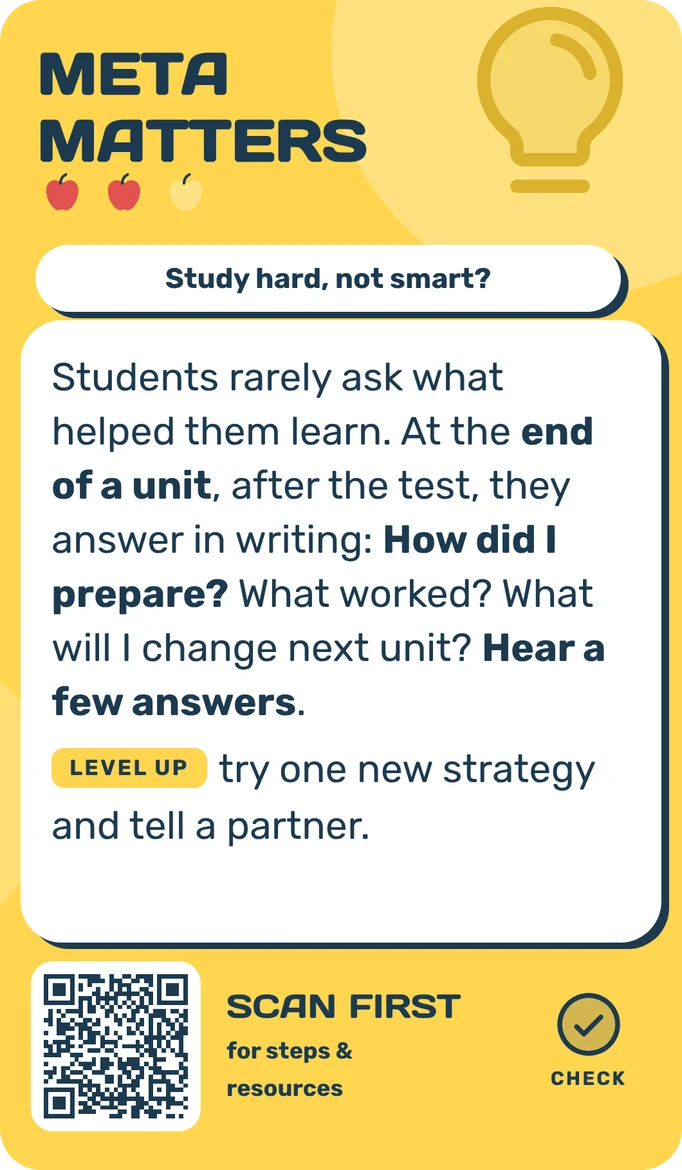 META
MATTERS
Study hard, not smart?
Students rarely ask what
helped them learn. At the end
of a unit, after the test, they
answer in writing: How did I
prepare? What worked? What
will I change next unit? Hear a
few answers.
LEVEL UP try one new strategy
and tell a partner.
SCAN FIRST
for steps &
resources
CHECK